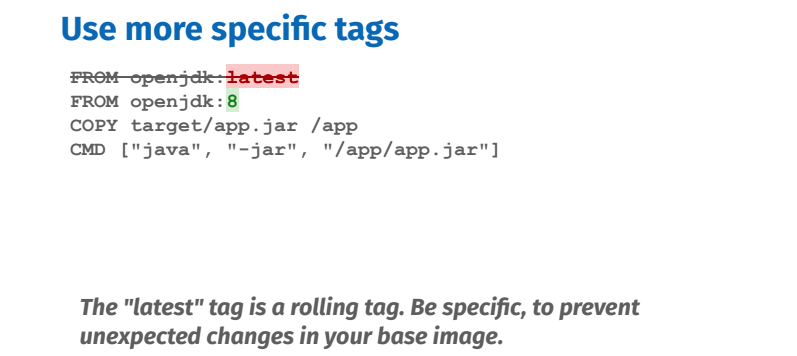 Use more specific tags
FROM openjdk:latest
FROM openjdk:8
COPY target/app.jar /app
CMD ["java", "-jar", "/app/app.jar"]
The "latest" tag is a rolling tag. Be specific, to prevent
unexpected changes in your base image.